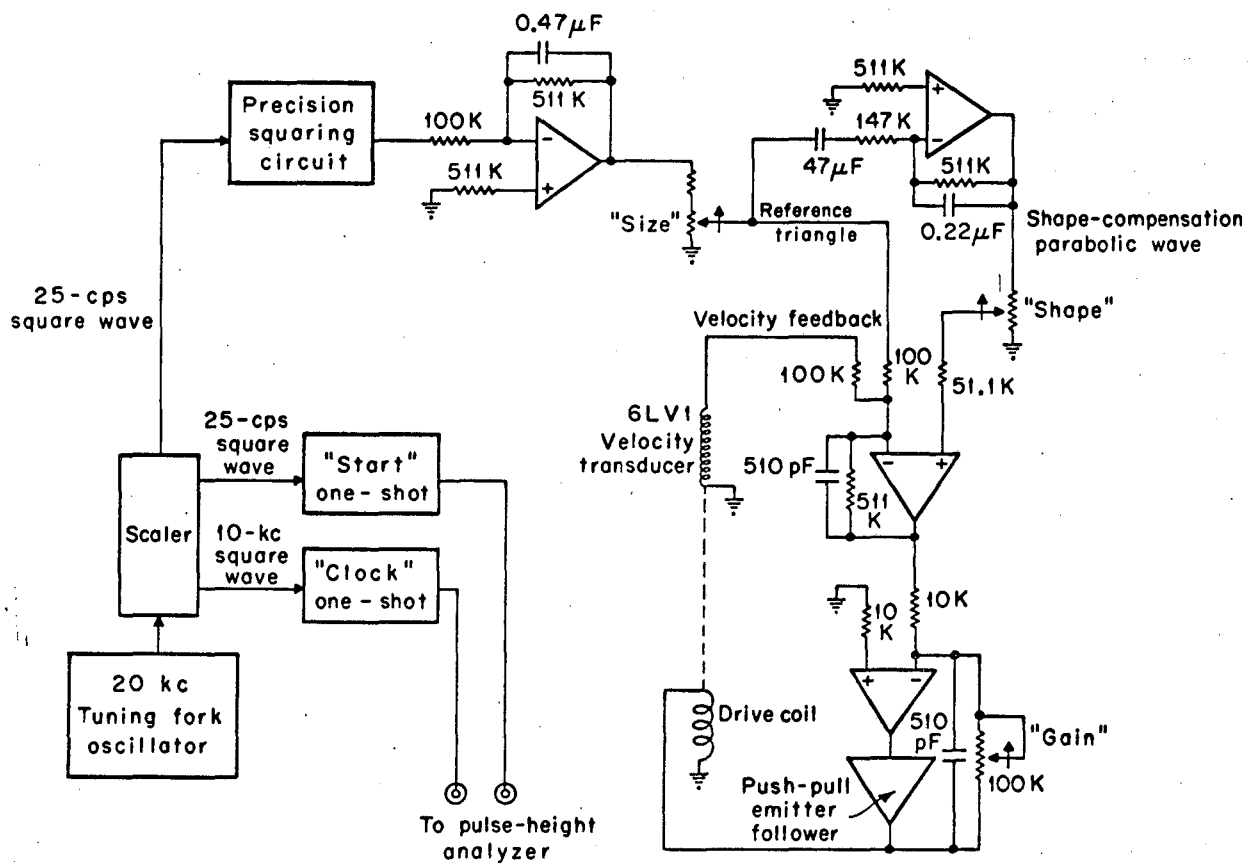 0.47μF
511K
Precision
squaring
circuit
100K
511K
−
+
"Size"
511K
147K
47μF
+
−
511K
0.22μF
Reference
triangle
Shape-compensation
parabolic wave
"Shape"
25-cps
square wave
Velocity feedback
100K
100
K
51.1K
6LV1
Velocity
transducer
510 pF
511
K
−
+
25-cps
square
wave
"Start"
one-shot
Scaler
10-kc
square
wave
"Clock"
one-shot
20 kc
Tuning fork
oscillator
10
K
10K
+
−
Drive coil
510
pF
"Gain"
100K
Push-pull
emitter
follower
To pulse-height
analyzer